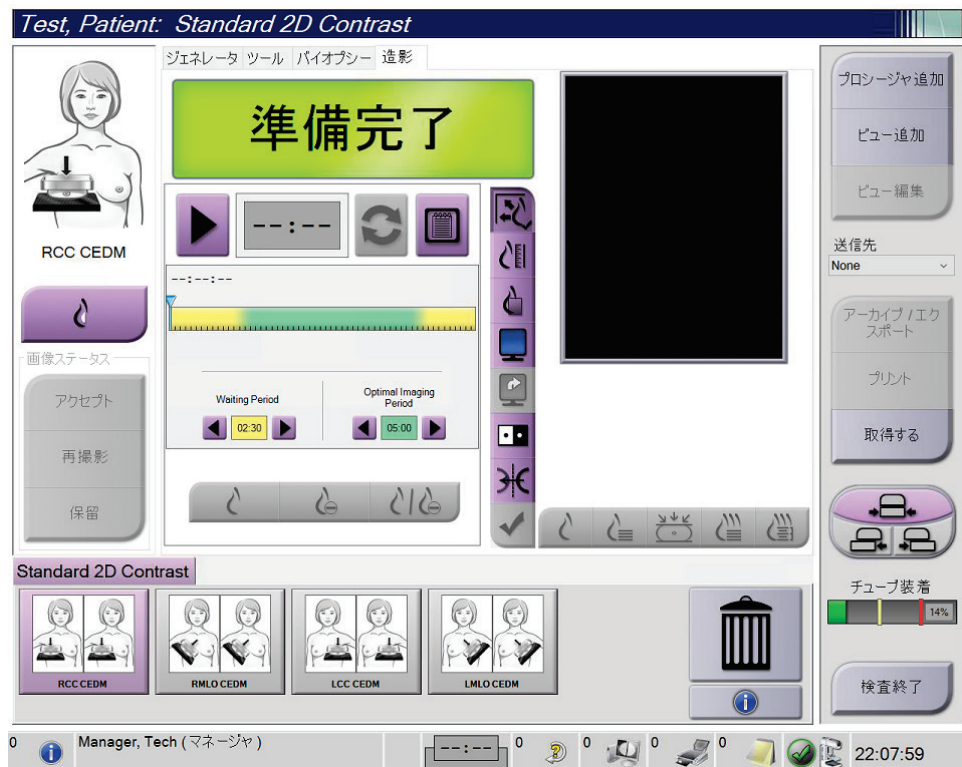 Test, Patient: Standard 2D Contrast
ジェネレータ ツール バイオプシー 造影
準備完了
RCC CEDM
--:--
--:--:--
Waiting Period
02:30
Optimal Imaging
Period
05:00
画像ステータス
アクセプト
再撮影
保留
プロシージャ追加
ビュー追加
ビュー編集
送信先
None
アーカイブ / エク
スポート
プリント
取得する
チューブ装着
14%
検査終了
Standard 2D Contrast
RCC CEDM
RMLO CEDM
LCC CEDM
LMLO CEDM
0
Manager, Tech ( マネージャ )
--:--
0
0
0
0
22:07:59